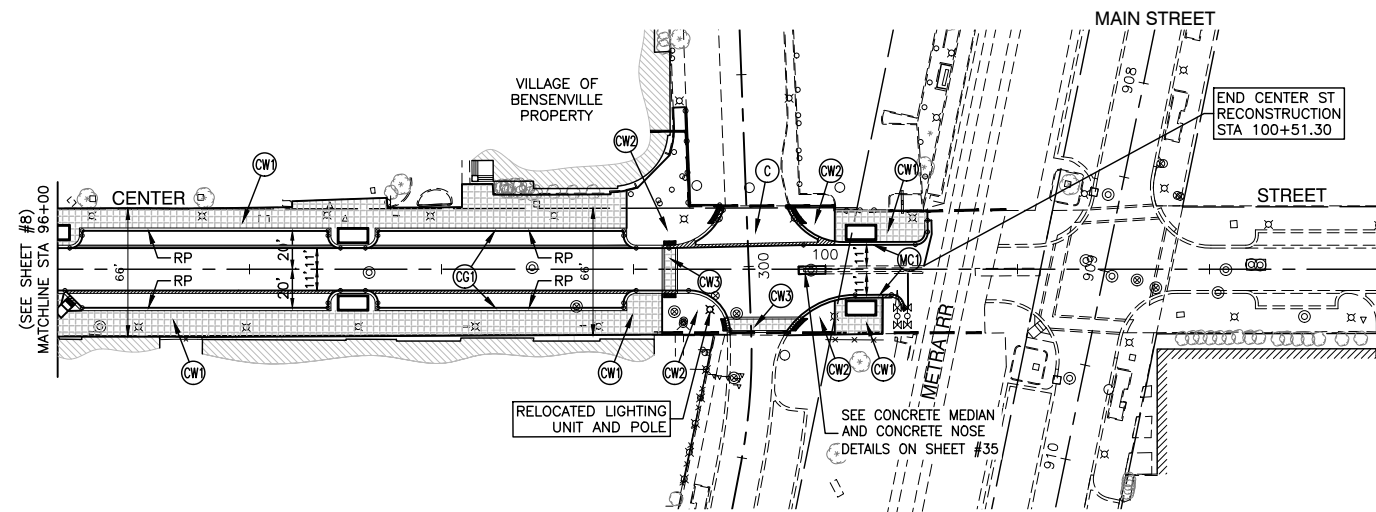 MAIN STREET
VILLAGE OF
BENSENVILLE
PROPERTY
908
END CENTER ST
RECONSTRUCTION
STA 100+51.30
CW2
CW1
C
CW2
CW1
(SEE SHEET #8)
MATCHLINE STA 96+00
CENTER
STREET
66'
RP
20'
11'
RP
66'
300
100
11'
MC1
909
RP
20'
11'
CG1
RP
CW3
CW3
11'
CW1
CW1
CW2
CW2
CW1
METRA RR
RELOCATED LIGHTING
UNIT AND POLE
SEE CONCRETE MEDIAN
AND CONCRETE NOSE
DETAILS ON SHEET #35
910